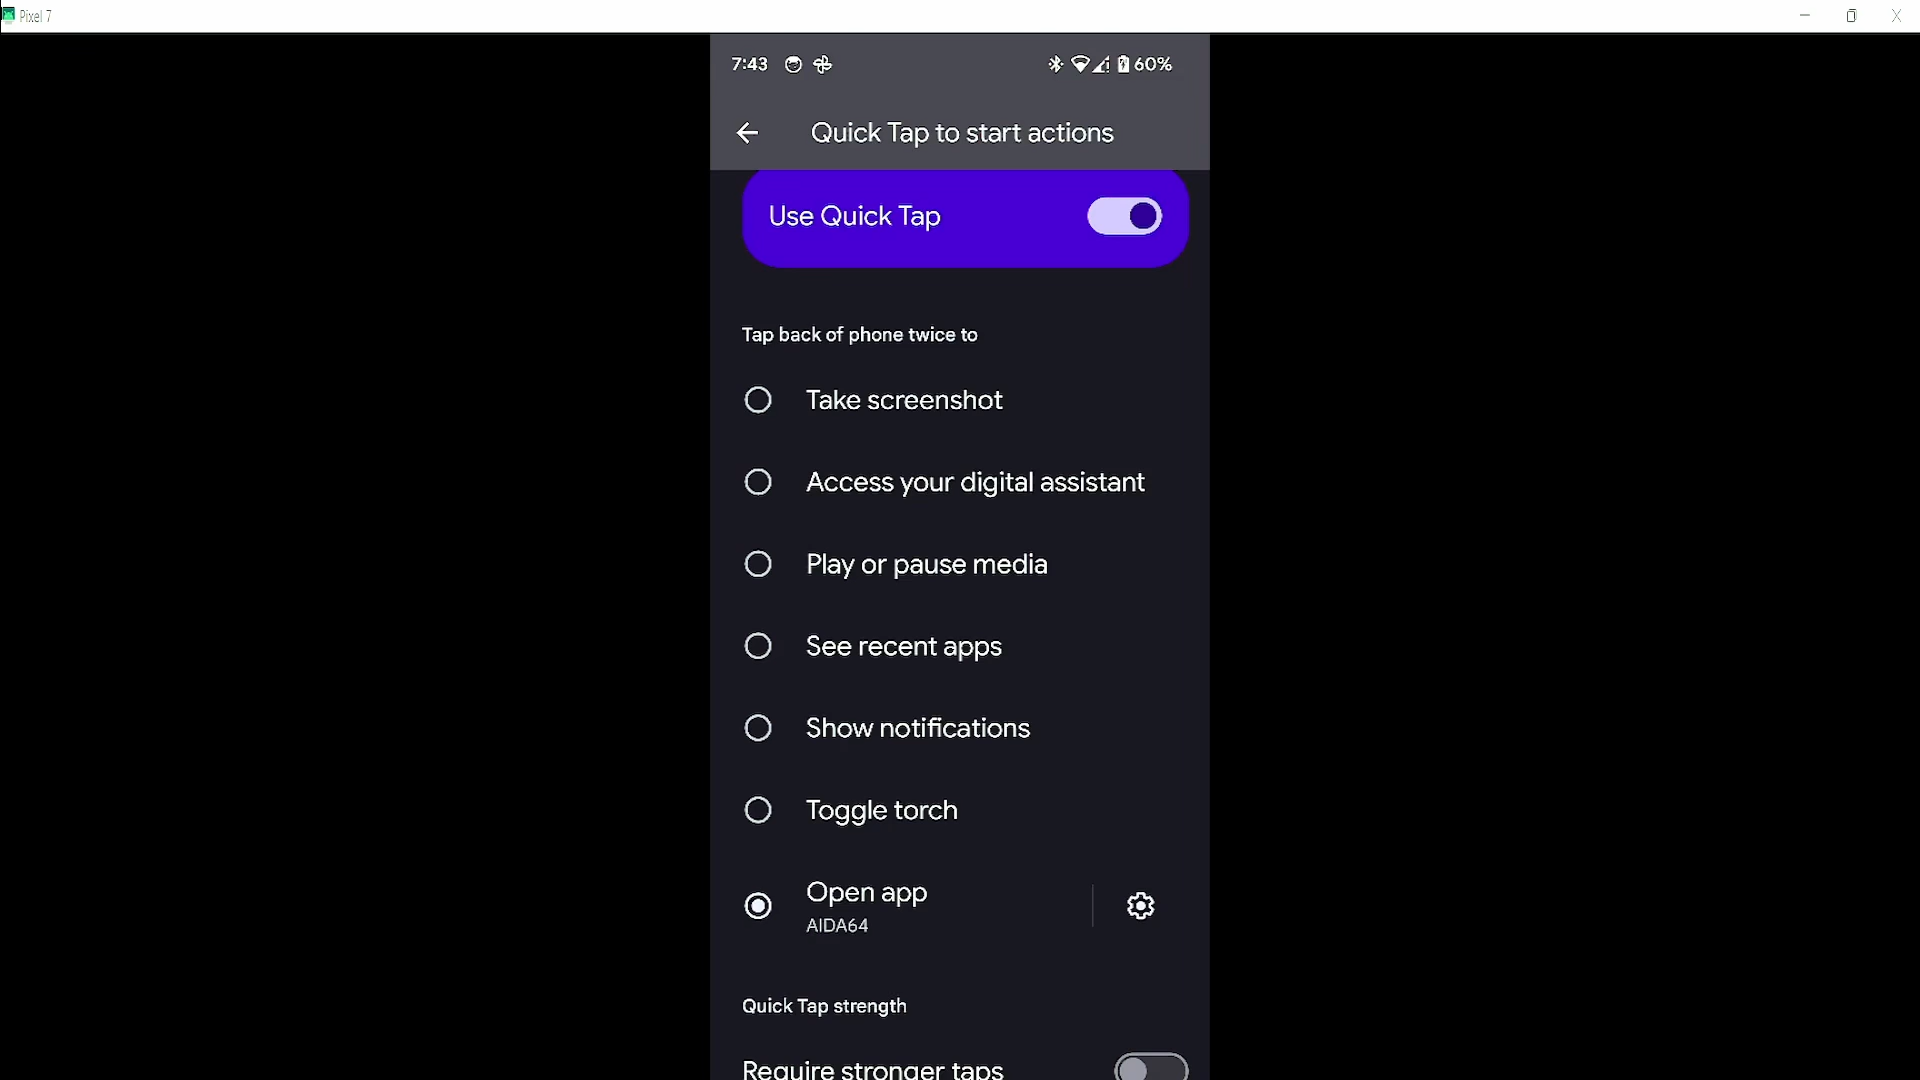 Pixel 7
7:43
60%
Quick Tap to start actions
Use Quick Tap
Tap back of phone twice to
Take screenshot
Access your digital assistant
Play or pause media
See recent apps
Show notifications
Toggle torch
Open app
AIDA64
Quick Tap strength
Require stronger taps